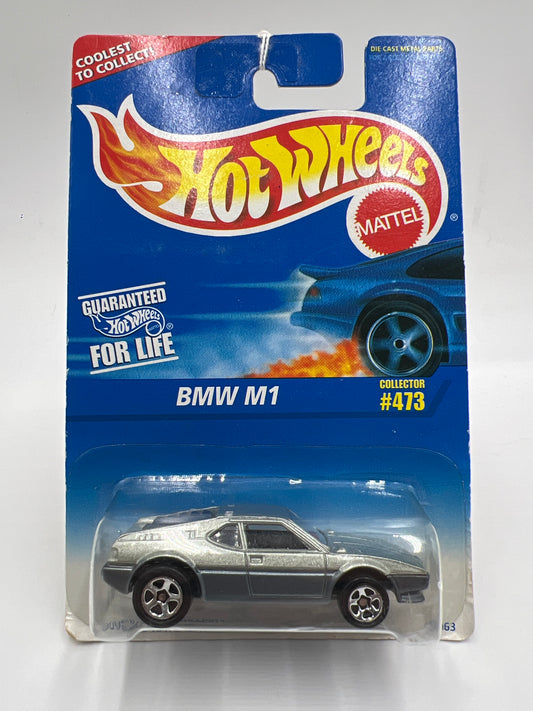 COOLEST
TO COLLECT!
DIE CAST METAL PARTS
Hot Wheels
®
MATTEL
GUARANTEED
Hot Wheels
®
FOR LIFE
BMW M1
COLLECTOR
#473